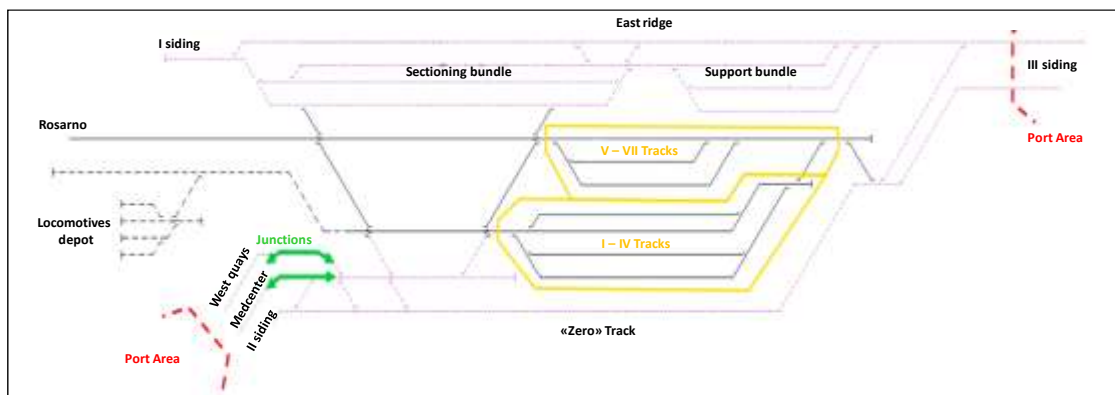 East ridge
I siding
Sectioning bundle
Support bundle
III siding
Rosarno
Port Area
V – VII Tracks
Locomotives
depot
Junctions
I – IV Tracks
West quays
Medcenter
II siding
«Zero» Track
Port Area